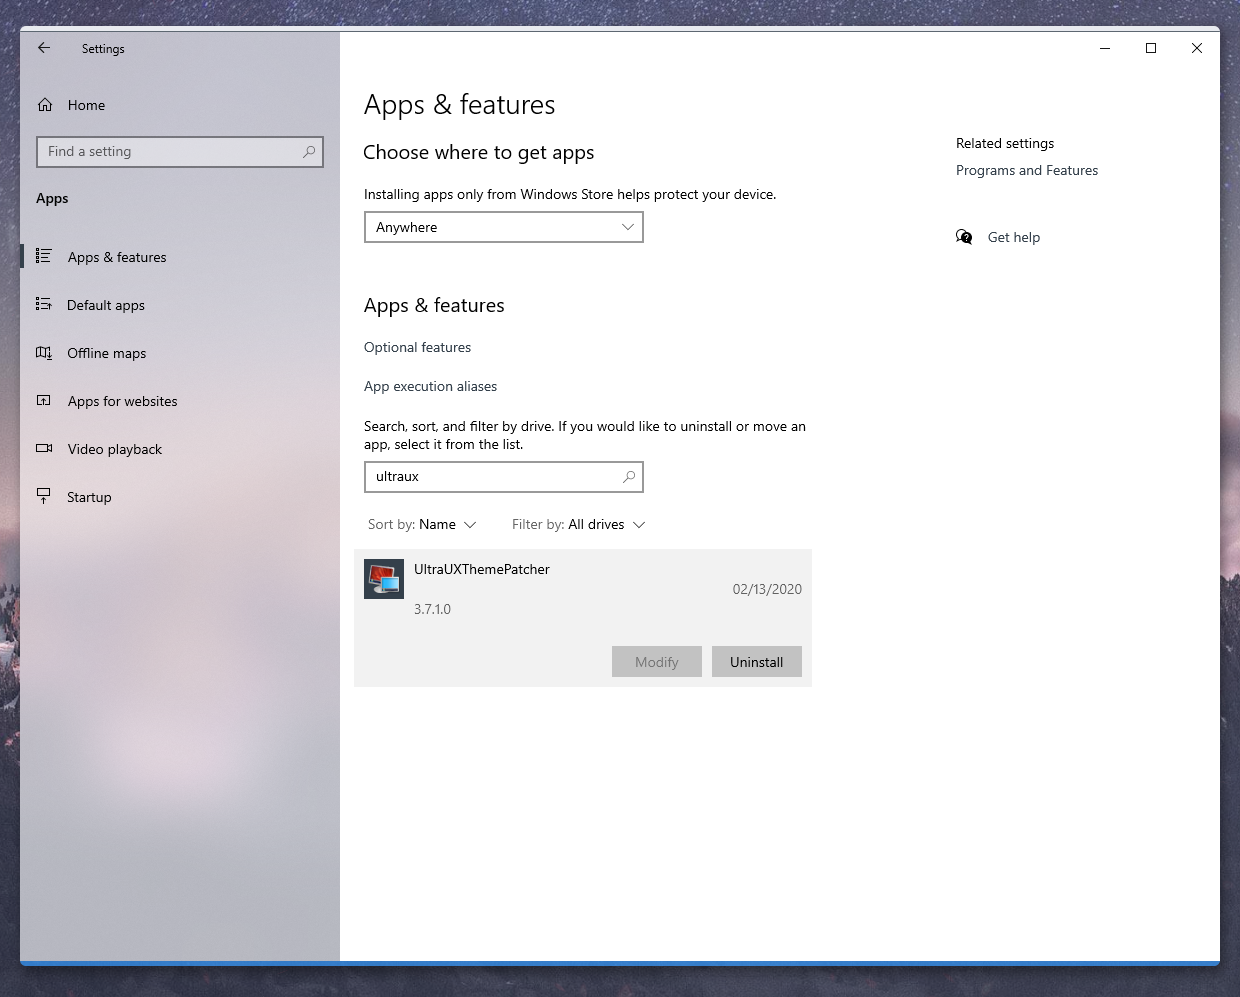 Settings
Home
Find a setting
Apps
Apps & features
Default apps
Offline maps
Apps for websites
Video playback
Startup
Apps & features
Choose where to get apps
Installing apps only from Windows Store helps protect your device.
Anywhere
Apps & features
Optional features
App execution aliases
Search, sort, and filter by drive. If you would like to uninstall or move an
app, select it from the list.
ultraux
Sort by: Name Filter by: All drives
UltraUXThemePatcher
02/13/2020
3.7.1.0
Modify Uninstall
Related settings
Programs and Features
Get help